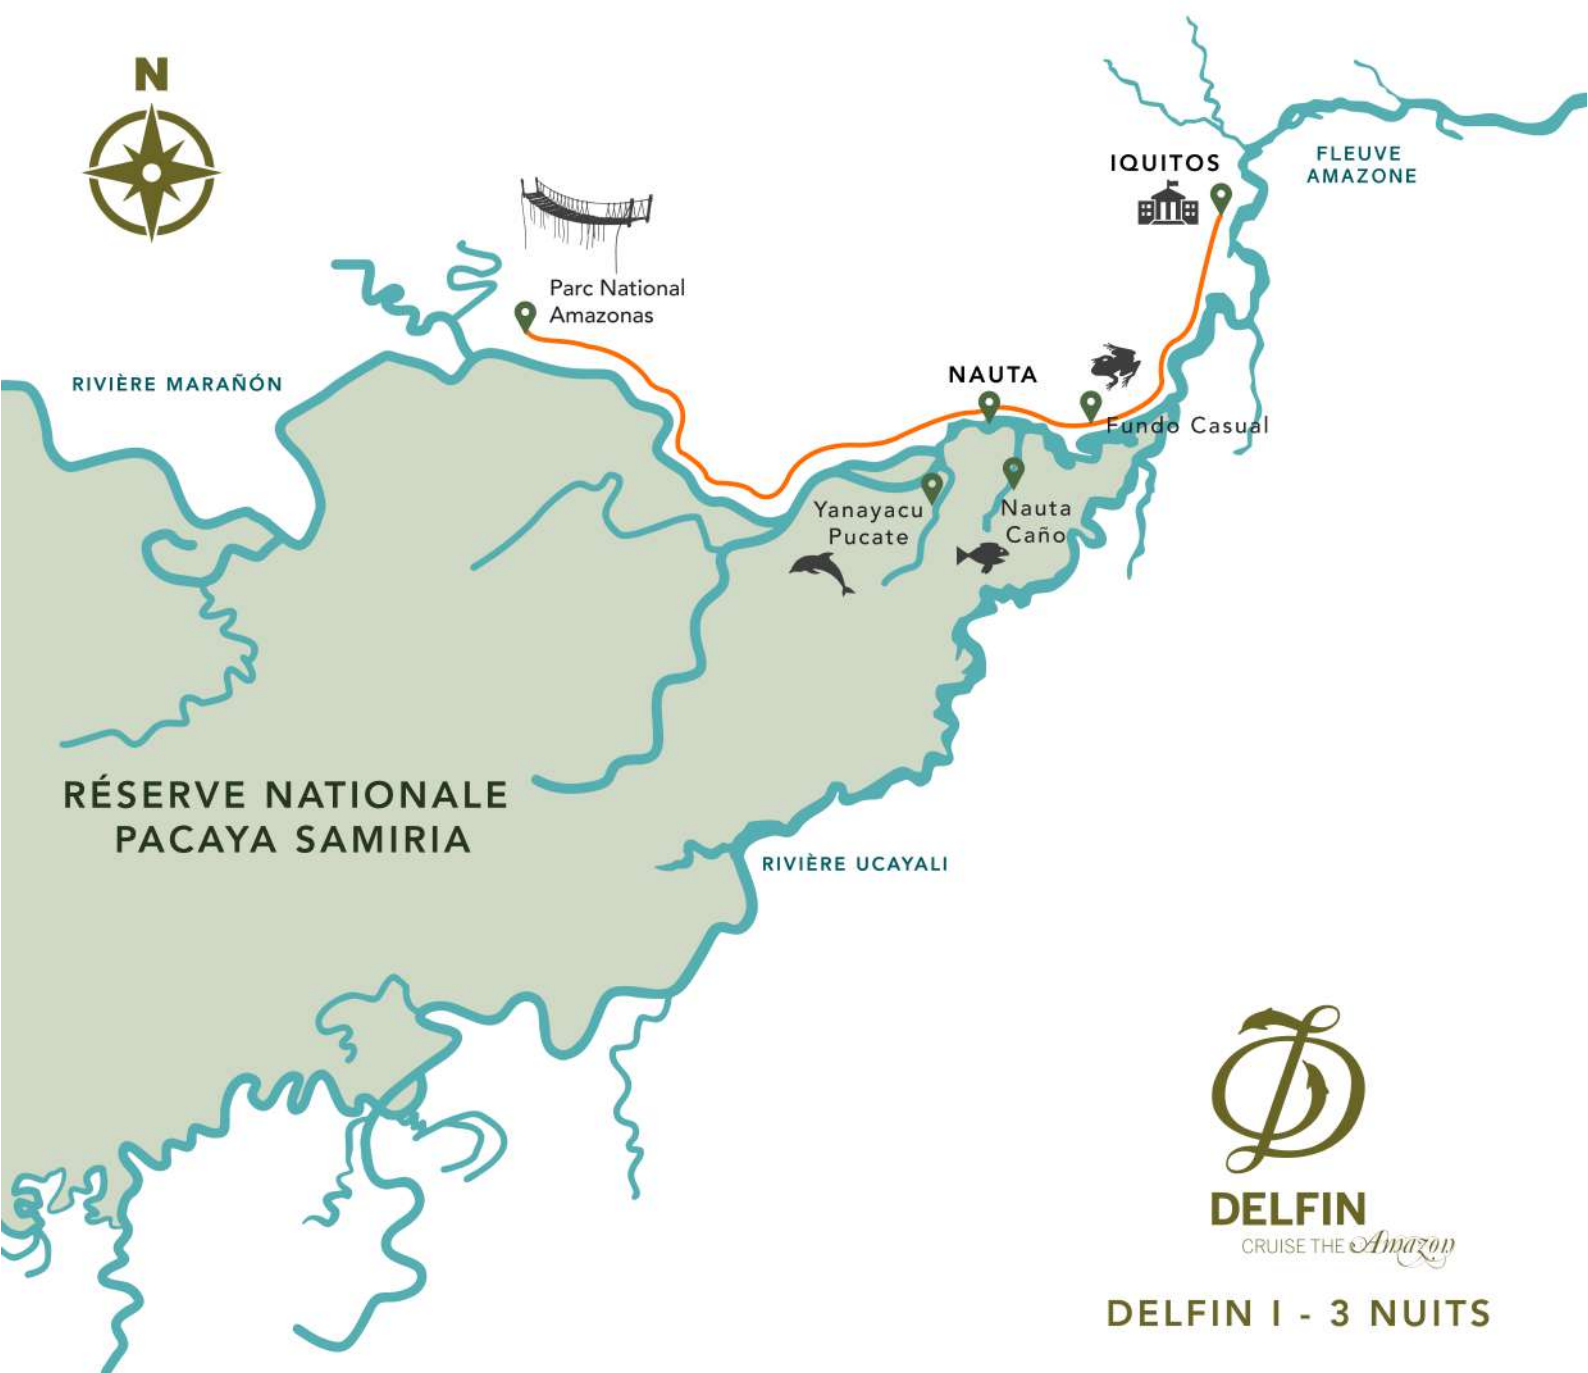 N
IQUITOS
FLEUVE
AMAZONE
Parc National
Amazonas
RIVIÈRE MARAÑÓN
NAUTA
Fundo Casual
Yanayacu
Pucate
Nauta
Caño
RÉSERVE NATIONALE
PACAYA SAMIRIA
RIVIÈRE UCAYALI
DELFIN
CRUISE THE Amazon
DELFIN I - 3 NUITS